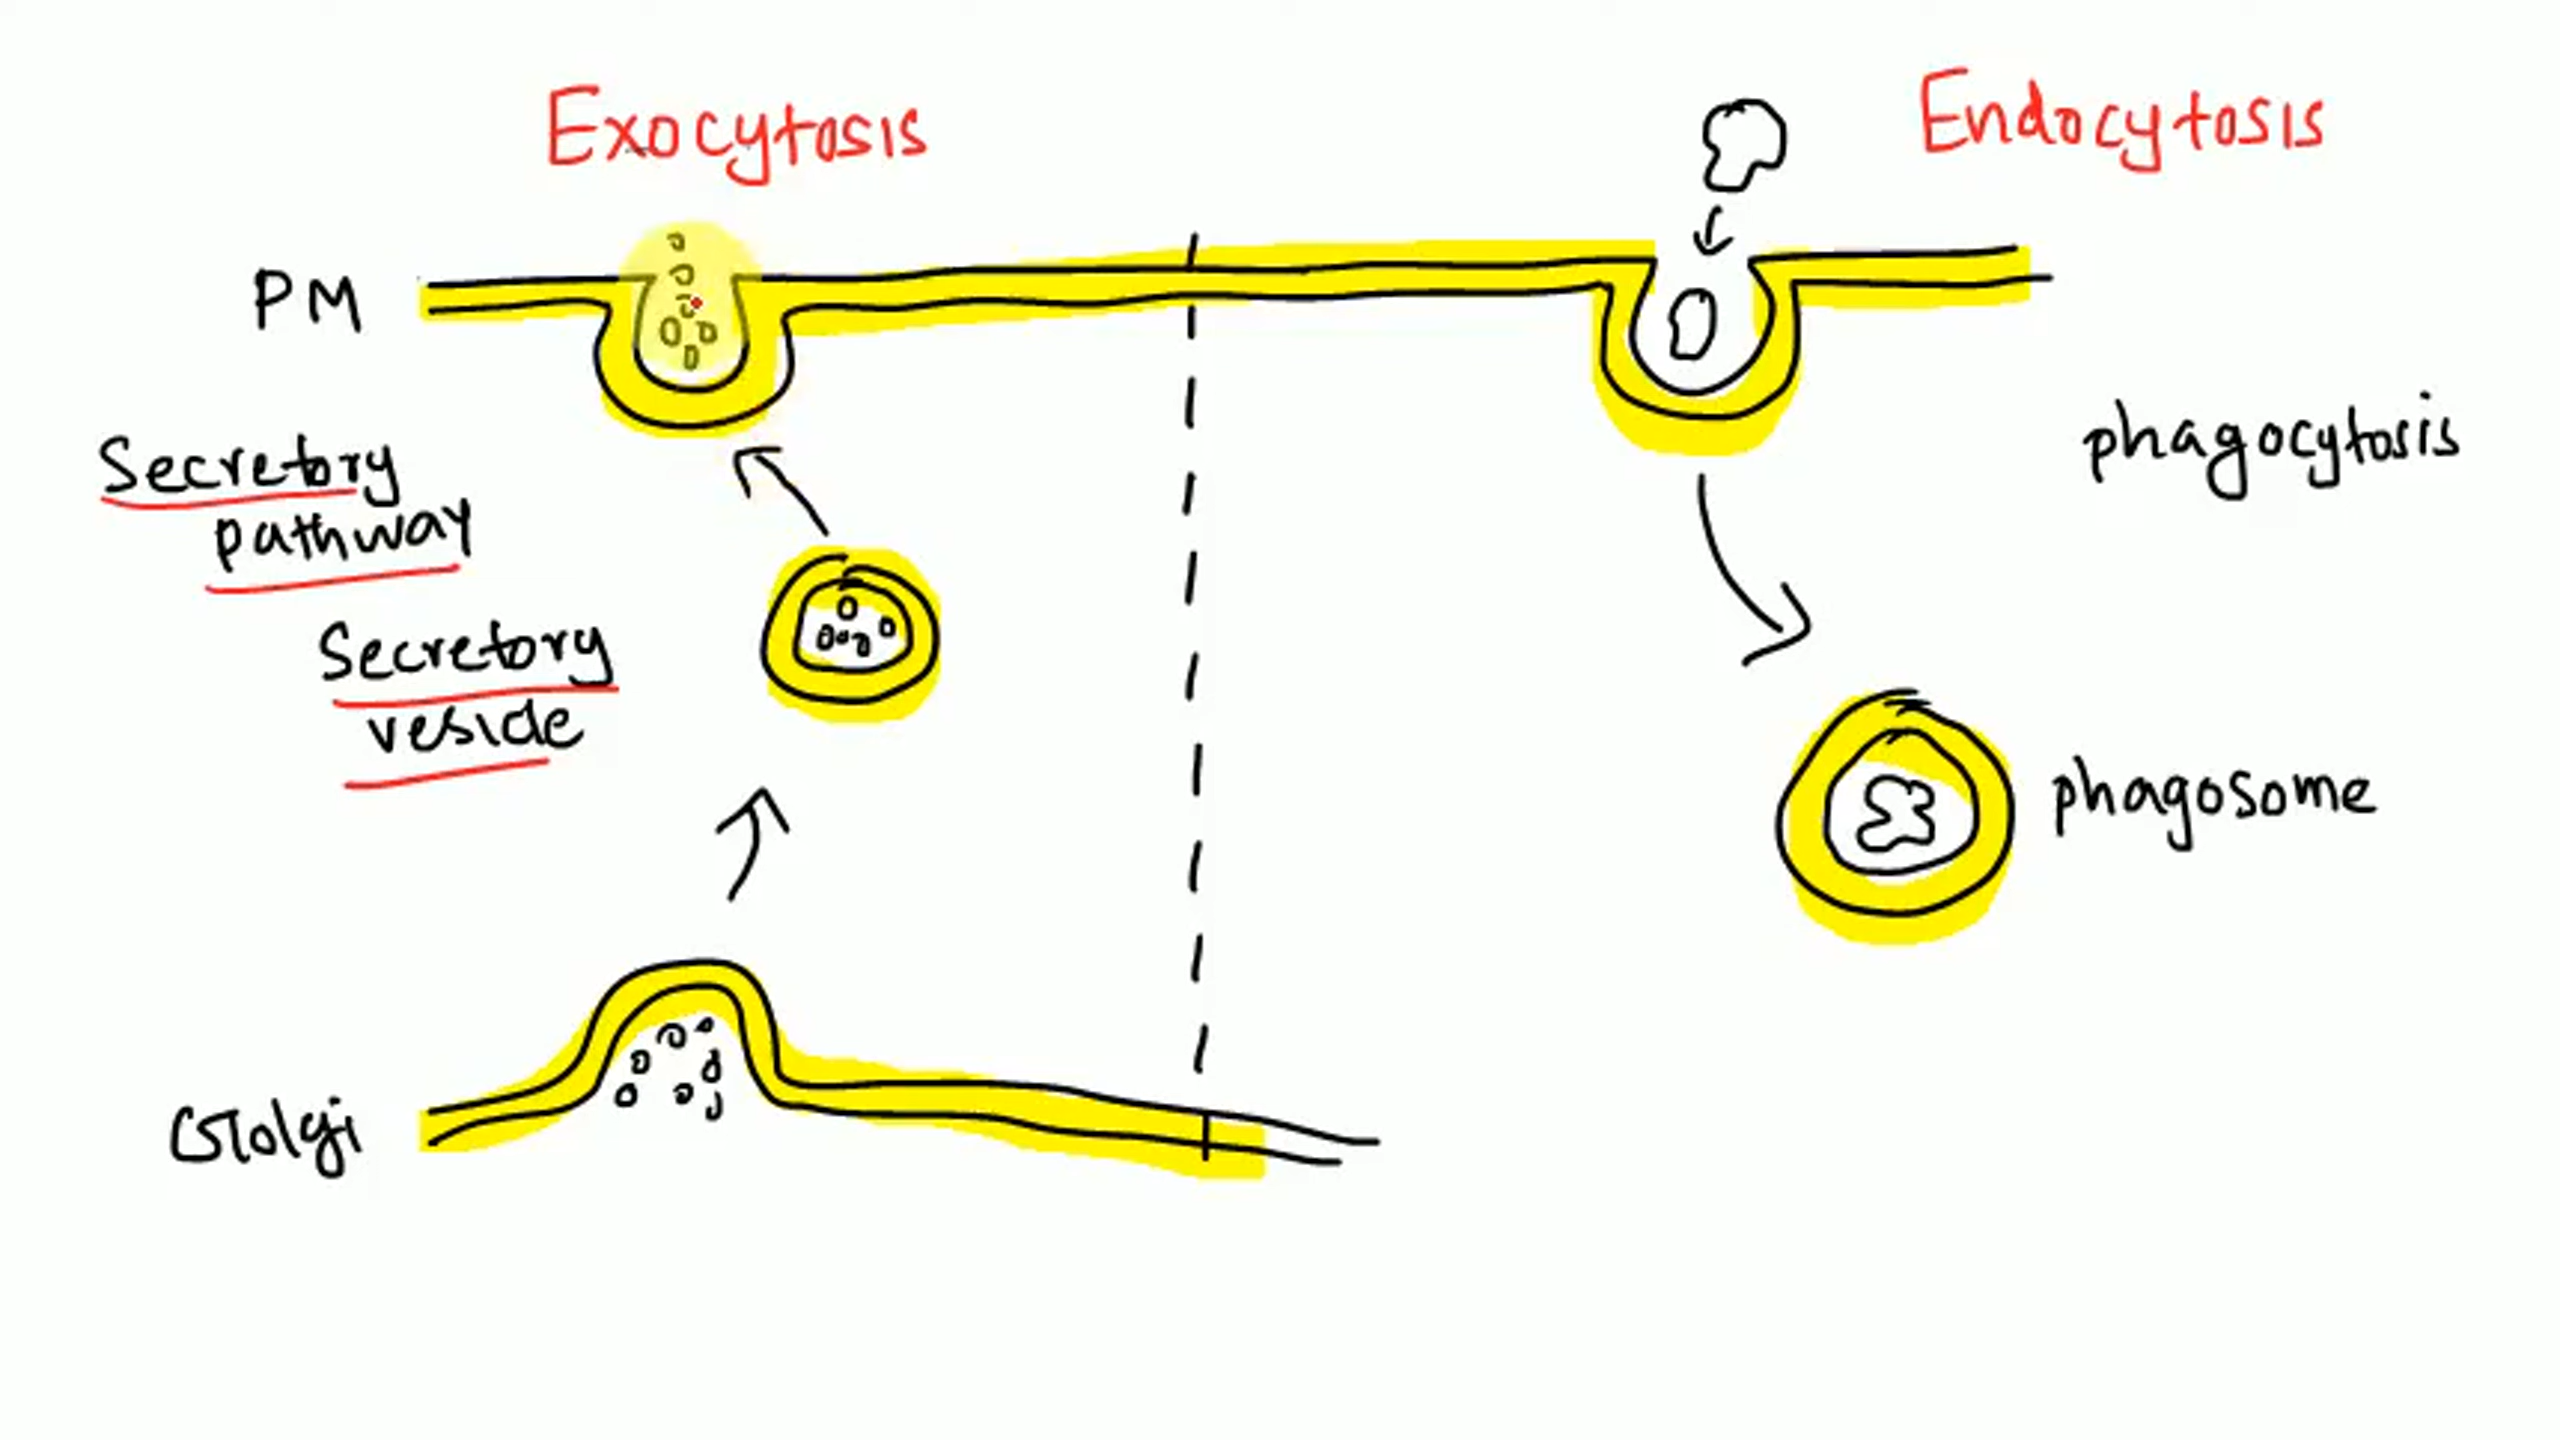 Exocytosis
Endocytosis
PM
Secretory
pathway
phagocytosis
Secretory
vesicle
phagosome
Golgi